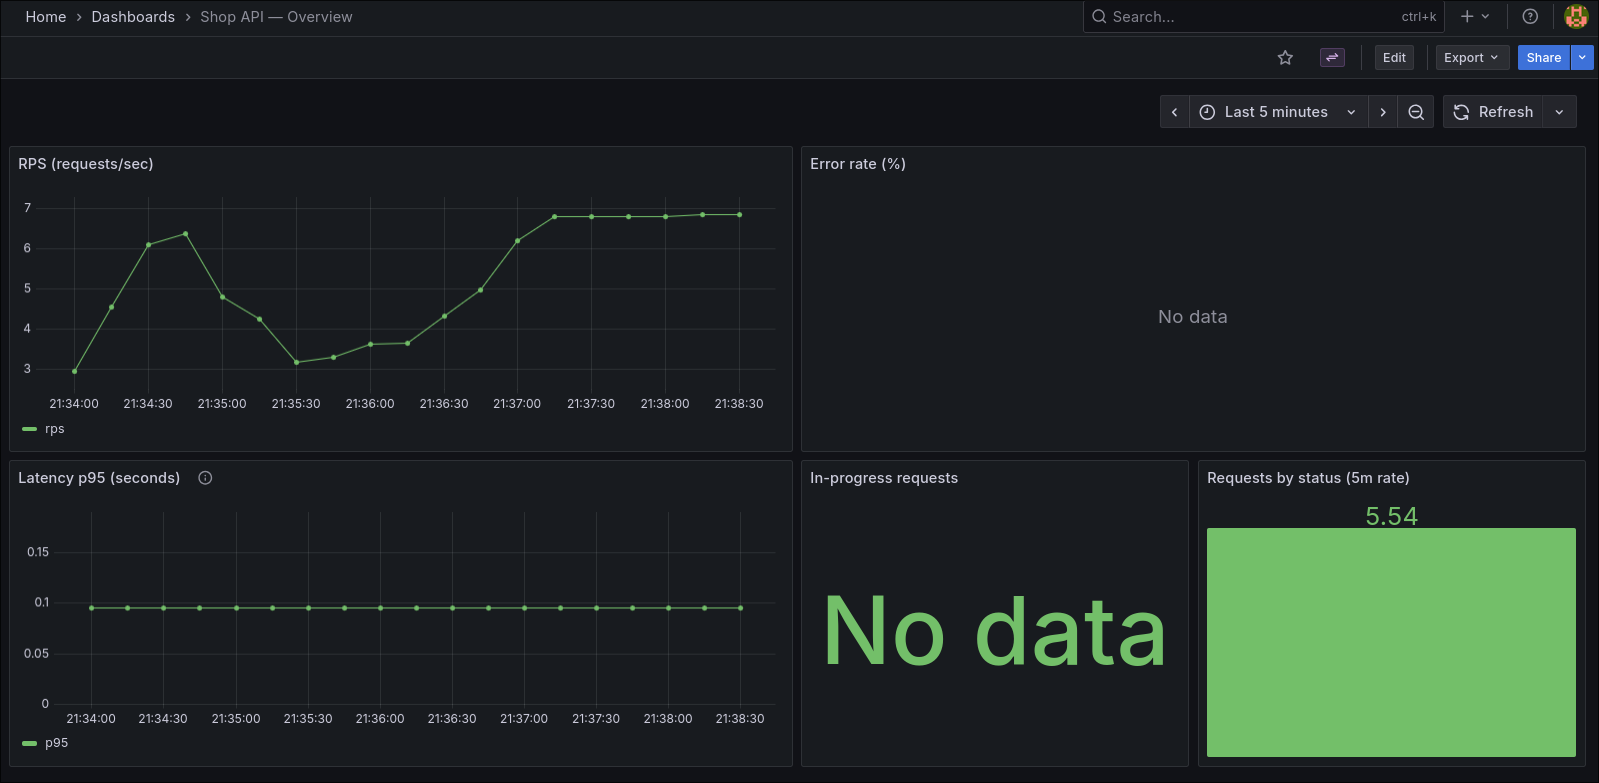 Home › Dashboards › Shop API — Overview
Search...
ctrl+k
Edit
Export
Share
Last 5 minutes
Refresh
RPS (requests/sec)
7
6
5
4
3
21:34:00 21:34:30 21:35:00 21:35:30 21:36:00 21:36:30 21:37:00 21:37:30 21:38:00 21:38:30
rps
Error rate (%)
No data
Latency p95 (seconds)
0.15
0.1
0.05
0
21:34:00 21:34:30 21:35:00 21:35:30 21:36:00 21:36:30 21:37:00 21:37:30 21:38:00 21:38:30
p95
In-progress requests
No data
Requests by status (5m rate)
5.54